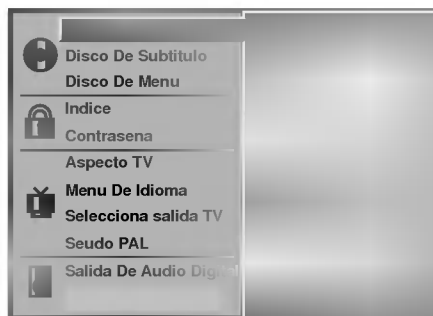 Disco De Subtitulo
Disco De Menu
Indice
Contrasena
Aspecto TV
Menu De Idioma
Selecciona salida TV
Seudo PAL
Salida De Audio Digital